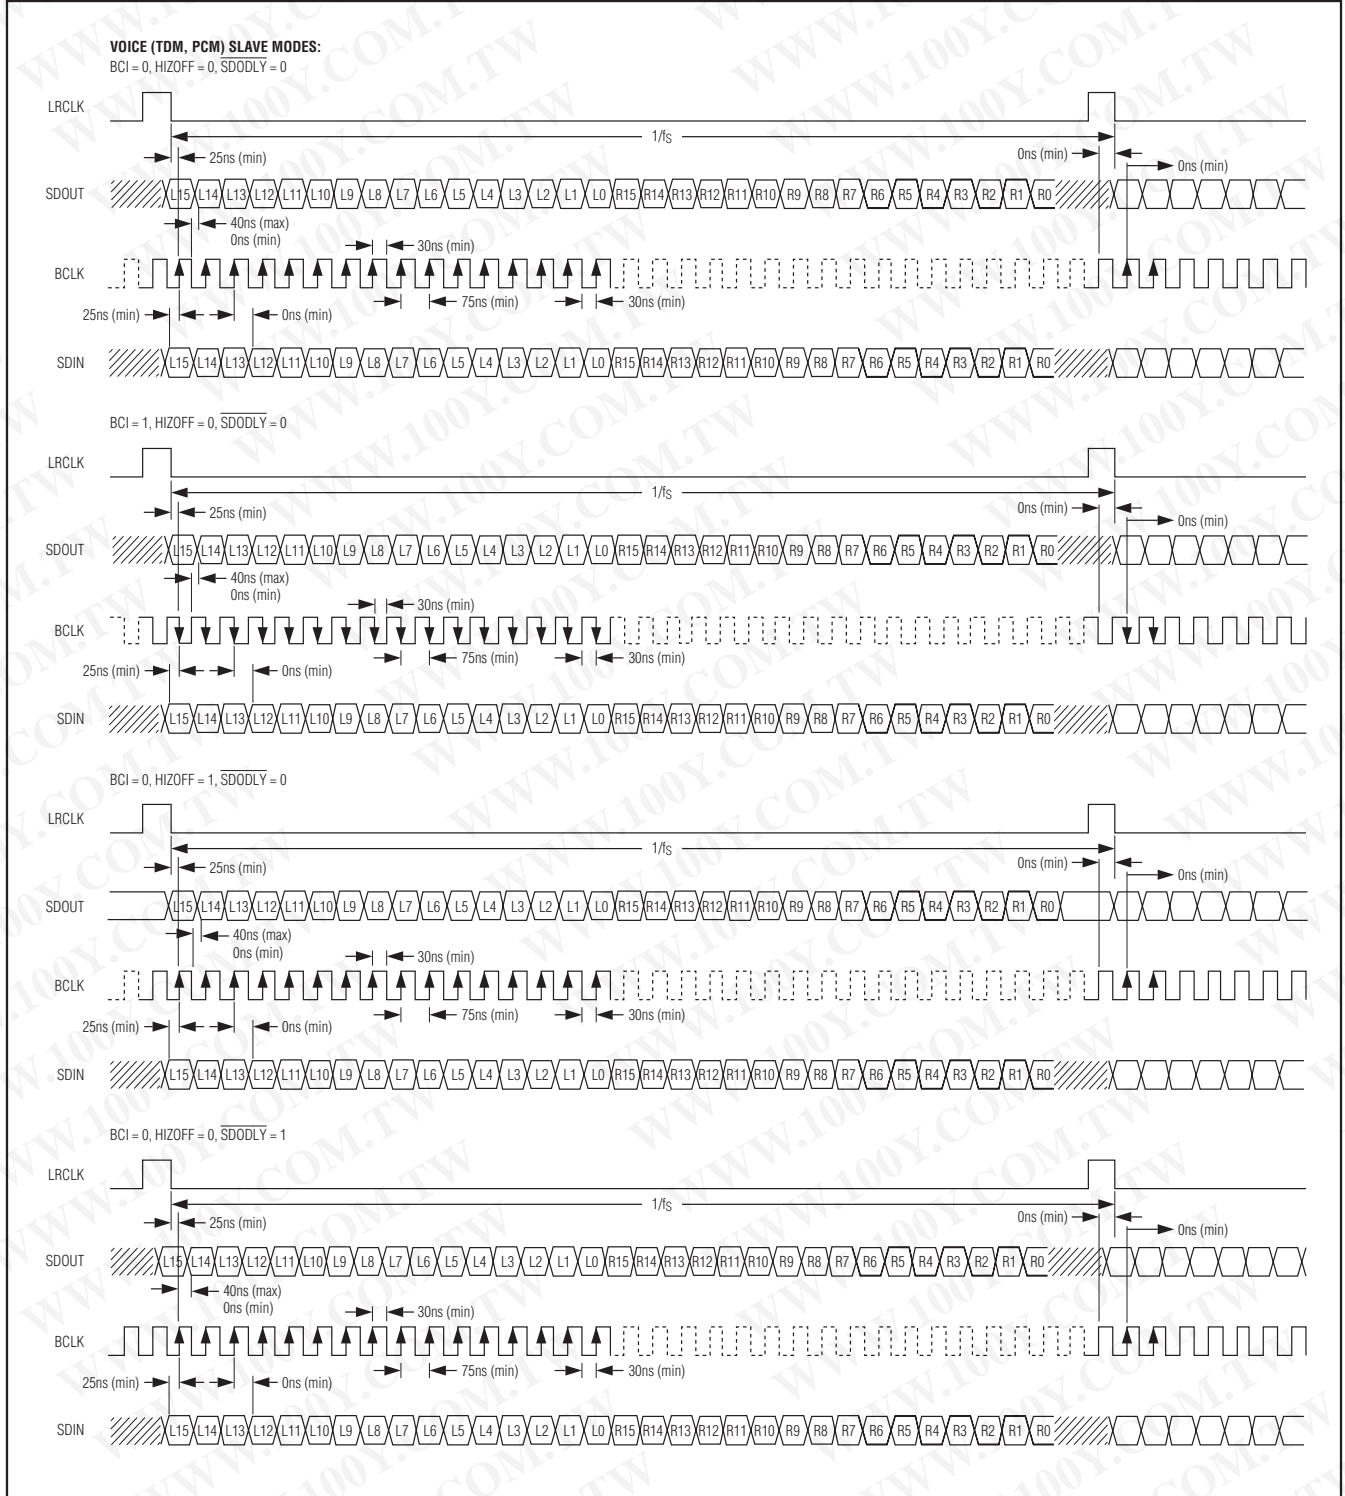 VOICE (TDM, PCM) SLAVE MODES:
BCI = 0, HIZOFF = 0, SDODLY = 0
LRCLK
1/fS
25ns (min)
0ns (min)
0ns (min)
SDOUT
L15 L14 L13 L12 L11 L10 L9 L8 L7 L6 L5 L4 L3 L2 L1 L0 R15 R14 R13 R12 R11 R10 R9 R8 R7 R6 R5 R4 R3 R2 R1 R0
40ns (max)
0ns (min)
30ns (min)
BCLK
75ns (min)
30ns (min)
25ns (min)
0ns (min)
SDIN
L15 L14 L13 L12 L11 L10 L9 L8 L7 L6 L5 L4 L3 L2 L1 L0 R15 R14 R13 R12 R11 R10 R9 R8 R7 R6 R5 R4 R3 R2 R1 R0
BCI = 1, HIZOFF = 0, SDODLY = 0
LRCLK
1/fS
25ns (min)
0ns (min)
0ns (min)
SDOUT
L15 L14 L13 L12 L11 L10 L9 L8 L7 L6 L5 L4 L3 L2 L1 L0 R15 R14 R13 R12 R11 R10 R9 R8 R7 R6 R5 R4 R3 R2 R1 R0
40ns (max)
0ns (min)
30ns (min)
BCLK
75ns (min)
30ns (min)
25ns (min)
0ns (min)
SDIN
L15 L14 L13 L12 L11 L10 L9 L8 L7 L6 L5 L4 L3 L2 L1 L0 R15 R14 R13 R12 R11 R10 R9 R8 R7 R6 R5 R4 R3 R2 R1 R0
BCI = 0, HIZOFF = 1, SDODLY = 0
LRCLK
1/fS
25ns (min)
0ns (min)
0ns (min)
SDOUT
L15 L14 L13 L12 L11 L10 L9 L8 L7 L6 L5 L4 L3 L2 L1 L0 R15 R14 R13 R12 R11 R10 R9 R8 R7 R6 R5 R4 R3 R2 R1 R0
40ns (max)
0ns (min)
30ns (min)
BCLK
75ns (min)
30ns (min)
25ns (min)
0ns (min)
SDIN
L15 L14 L13 L12 L11 L10 L9 L8 L7 L6 L5 L4 L3 L2 L1 L0 R15 R14 R13 R12 R11 R10 R9 R8 R7 R6 R5 R4 R3 R2 R1 R0
BCI = 0, HIZOFF = 0, SDODLY = 1
LRCLK
1/fS
25ns (min)
0ns (min)
0ns (min)
SDOUT
L15 L14 L13 L12 L11 L10 L9 L8 L7 L6 L5 L4 L3 L2 L1 L0 R15 R14 R13 R12 R11 R10 R9 R8 R7 R6 R5 R4 R3 R2 R1 R0
40ns (max)
0ns (min)
30ns (min)
BCLK
75ns (min)
30ns (min)
25ns (min)
0ns (min)
SDIN
L15 L14 L13 L12 L11 L10 L9 L8 L7 L6 L5 L4 L3 L2 L1 L0 R15 R14 R13 R12 R11 R10 R9 R8 R7 R6 R5 R4 R3 R2 R1 R0
WWW.100Y.COM.TW